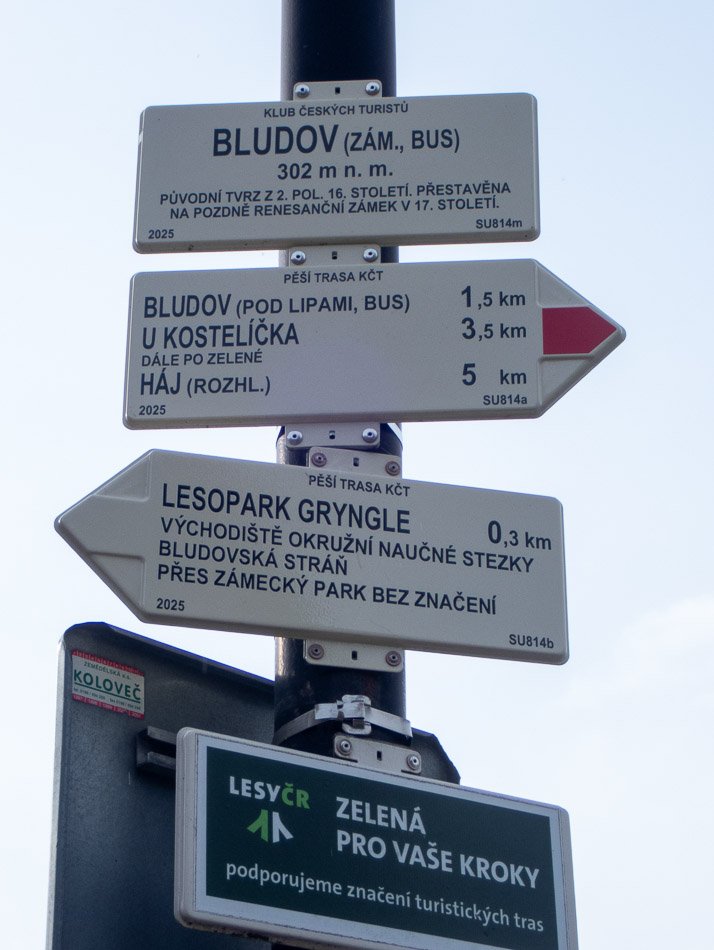 KLUB ČESKÝCH TURISTŮ
BLUDOV (ZÁM., BUS)
302 m n. m.
PŮVODNÍ TVRZ Z 2. POL. 16. STOLETÍ. PŘESTAVĚNA
NA POZDNĚ RENESANČNÍ ZÁMEK V 17. STOLETÍ.
2025 SU814m
PĚŠÍ TRASA KČT
BLUDOV (POD LIPAMI, BUS) 1,5 km
U KOSTELÍČKA 3,5 km
DÁLE PO ZELENÉ
HÁJ (ROZHL.) 5 km
2025 SU814a
PĚŠÍ TRASA KČT
LESOPARK GRYNGLE 0,3 km
VÝCHODIŠTĚ OKRUŽNÍ NAUČNÉ STEZKY
BLUDOVSKÁ STRÁŇ
PŘES ZÁMECKÝ PARK BEZ ZNAČENÍ
2025 SU814b
ZEMĚDĚLSKÁ a.s.
KOLOVEČ
LESY ČR
ZELENÁ
PRO VAŠE KROKY
podporujeme značení turistických tras